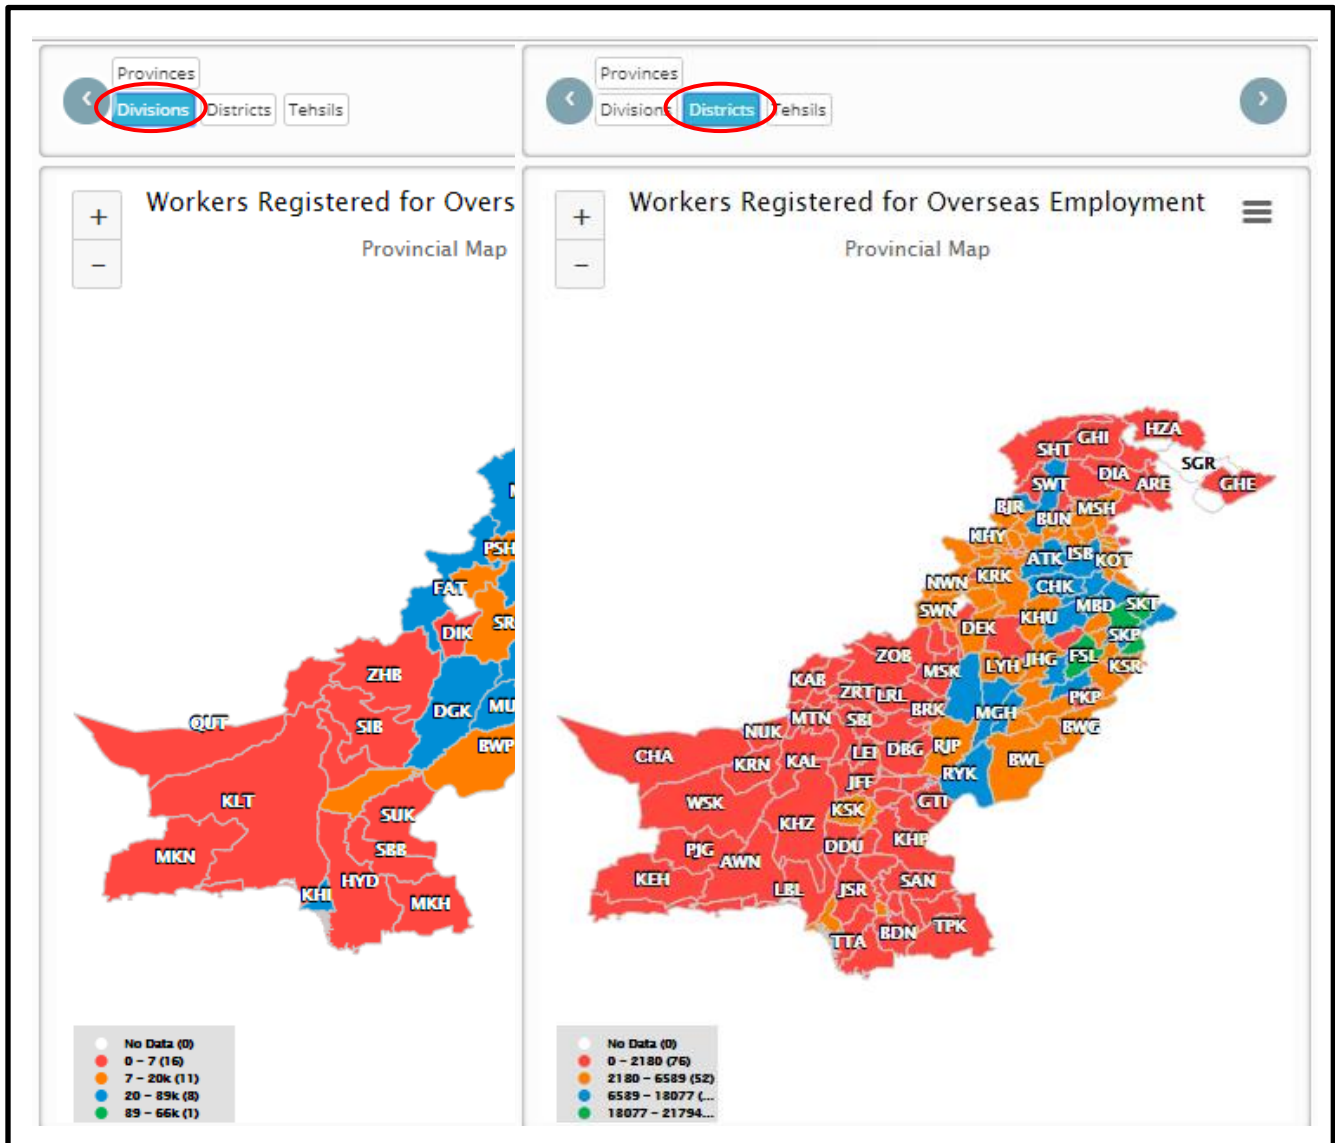 Provinces
Divisions Districts Tehsils
Workers Registered for Overs
Provincial Map
+
−
PSH
FAT
DIK
SR
ZHB
DGK
MU
QUT
SIB
BWP
KLT
SUK
SBB
MKN
HYD
KHI
MKH
No Data (0)
0 – 7 (16)
7 – 20k (11)
20 – 89k (8)
89 – 66k (1)
Provinces
Divisions Districts Tehsils
Workers Registered for Overseas Employment
Provincial Map
+
−
HZA
GHI
SHT
SGR
DIA
SWT
ARE
GHE
BJR
MSH
BUN
KHY
ISB
ATK
KOT
KRK
NWN
CHK
SWN
MBD
SKT
KHU
DEK
SKP
ZOB
FSL
JHG
LYH
KSR
MSK
KAB
ZRT
LRL
PKP
BRK
MGH
MTN
SBI
BWG
NUK
RJP
DBG
LEI
CHA
KAL
BWL
KRN
RYK
JFF
WSK
GTI
KSK
KHZ
KHP
DDU
PJG
AWN
KEH
SAN
LBL
JSR
TPK
BDN
TTA
No Data (0)
0 – 2180 (76)
2180 – 6589 (52)
6589 – 18077 (...
18077 – 21794...